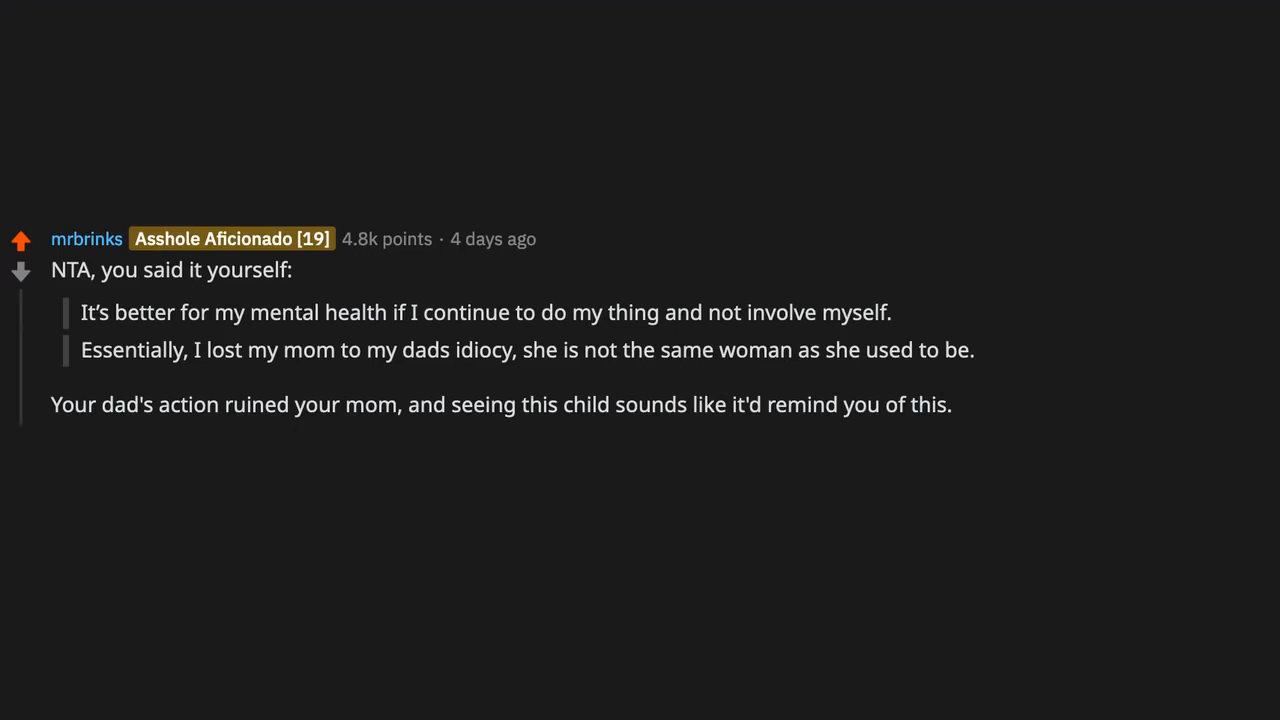 mrbrinks Asshole Aficionado [19] 4.8k points · 4 days ago
NTA, you said it yourself:
It’s better for my mental health if I continue to do my thing and not involve myself.
Essentially, I lost my mom to my dads idiocy, she is not the same woman as she used to be.
Your dad's action ruined your mom, and seeing this child sounds like it'd remind you of this.